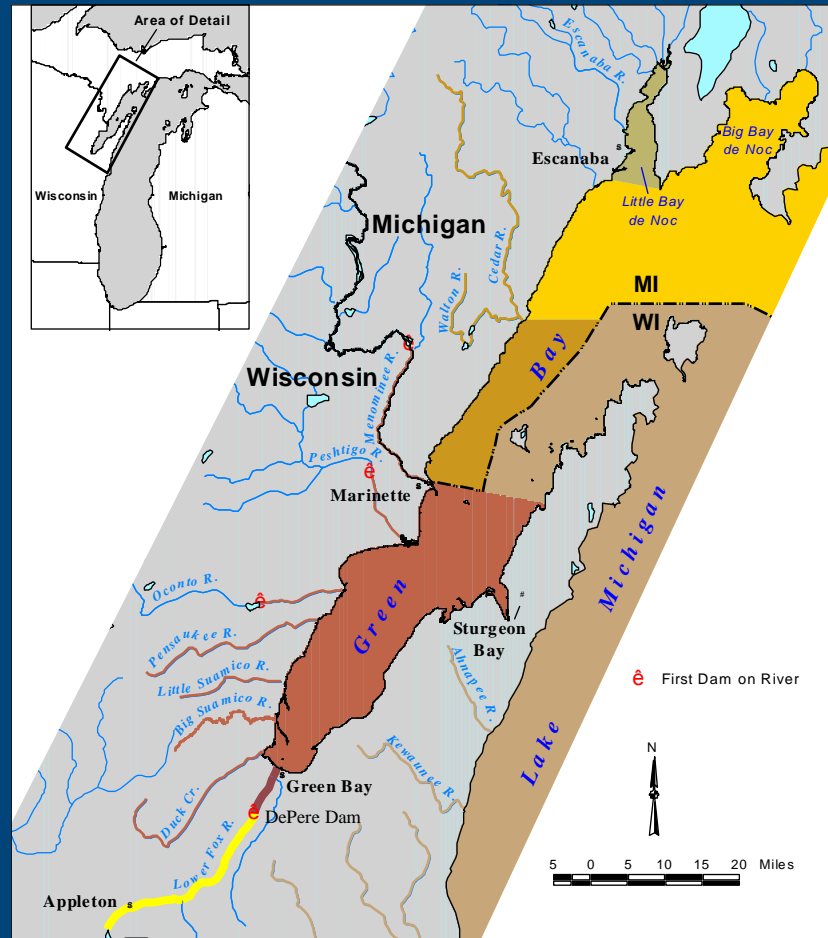 Area of Detail
Wisconsin
Michigan
Escanaba R.
Escanaba
Big Bay
de Noc
Little Bay
de Noc
Michigan
Cedar R.
Walton R.
MI
WI
Bay
Wisconsin
Menominee R.
Peshtigo R.
Marinette
Green
Michigan
Oconto R.
Pensaukee R.
Sturgeon
Bay
Little Suamico R.
Ahnapee R.
ê First Dam on River
Big Suamico R.
Lake
Kewaunee R.
N
Green Bay
Duck Cr.
DePere Dam
Lower Fox R.
5 0 5 10 15 20 Miles
Appleton